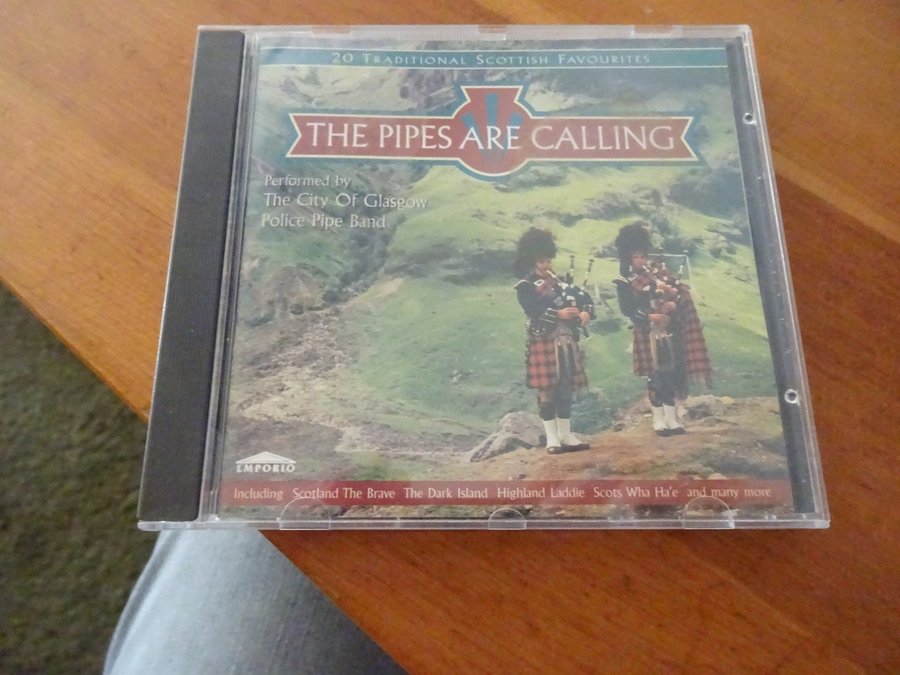 20 Traditional Scottish Favourites
THE PIPES ARE CALLING
Performed by
The City Of Glasgow
Police Pipe Band
EMPORIO
Including Scotland The Brave The Dark Island Highland Laddie Scots Wha Ha'e and many more